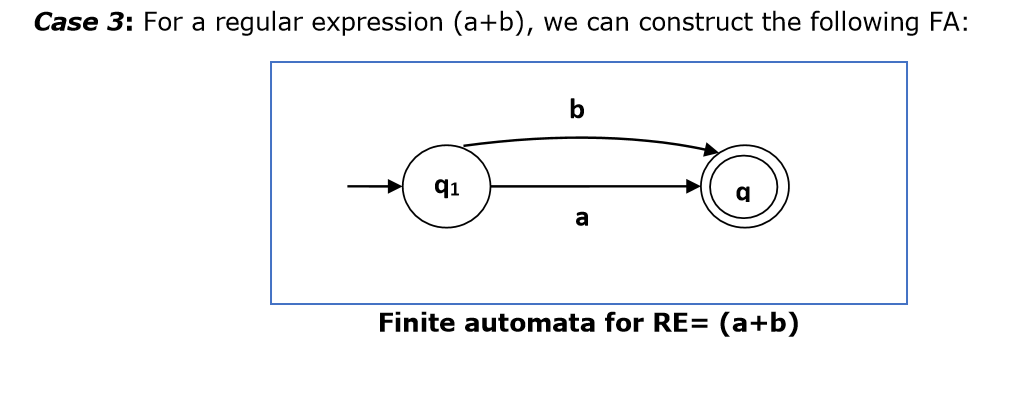 Case 3: For a regular expression (a+b), we can construct the following FA:
b
q1
q
a
Finite automata for RE= (a+b)